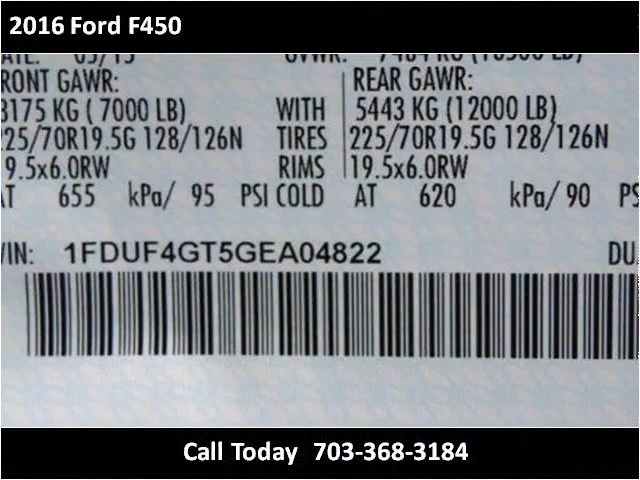 2016 Ford F450
RONT GAWR: REAR GAWR:
3175 KG ( 7000 LB) WITH 5443 KG (12000 LB)
225/70R19.5G 128/126N TIRES 225/70R19.5G 128/126N
19.5x6.0RW RIMS 19.5x6.0RW
AT 655 kPa/ 95 PSI COLD AT 620 kPa/ 90 PS
VIN: 1FDUF4GT5GEA04822 DU
Call Today 703-368-3184